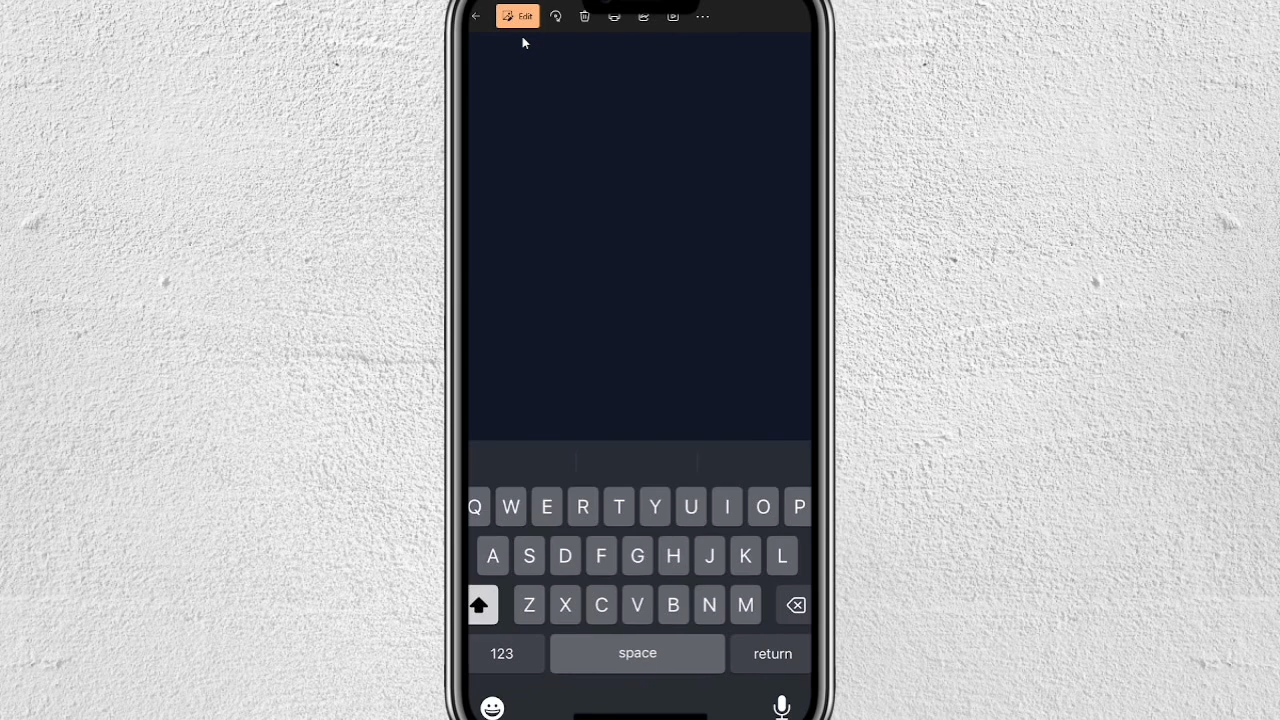 Edit
Q W E R T Y U I O P
A S D F G H J K L
Z X C V B N M
123 space return